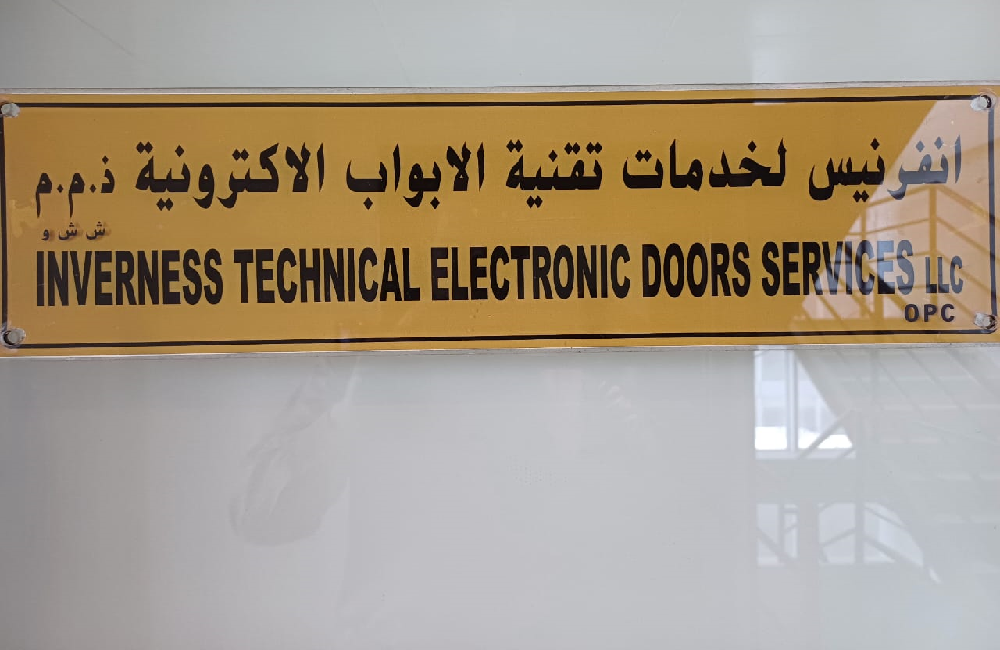 انفرنيس لخدمات تقنية الابواب الاكترونية ذ.م.م
ش ش و
INVERNESS TECHNICAL ELECTRONIC DOORS SERVICES LLC
OPC